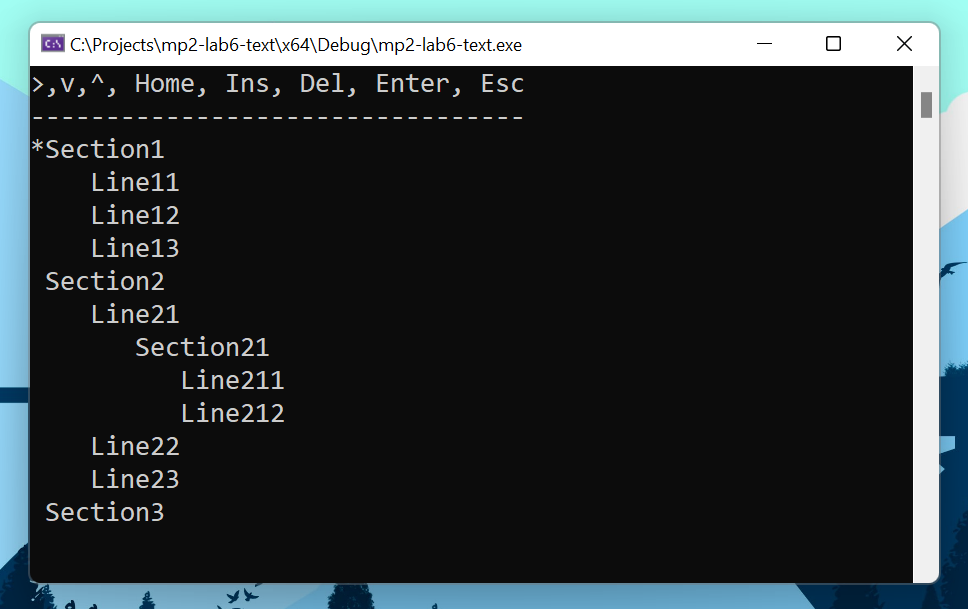 C:\Projects\mp2-lab6-text\x64\Debug\mp2-lab6-text.exe
>,v,^, Home, Ins, Del, Enter, Esc
---------------------------------
*Section1
    Line11
    Line12
    Line13
 Section2
    Line21
       Section21
          Line211
          Line212
    Line22
    Line23
 Section3